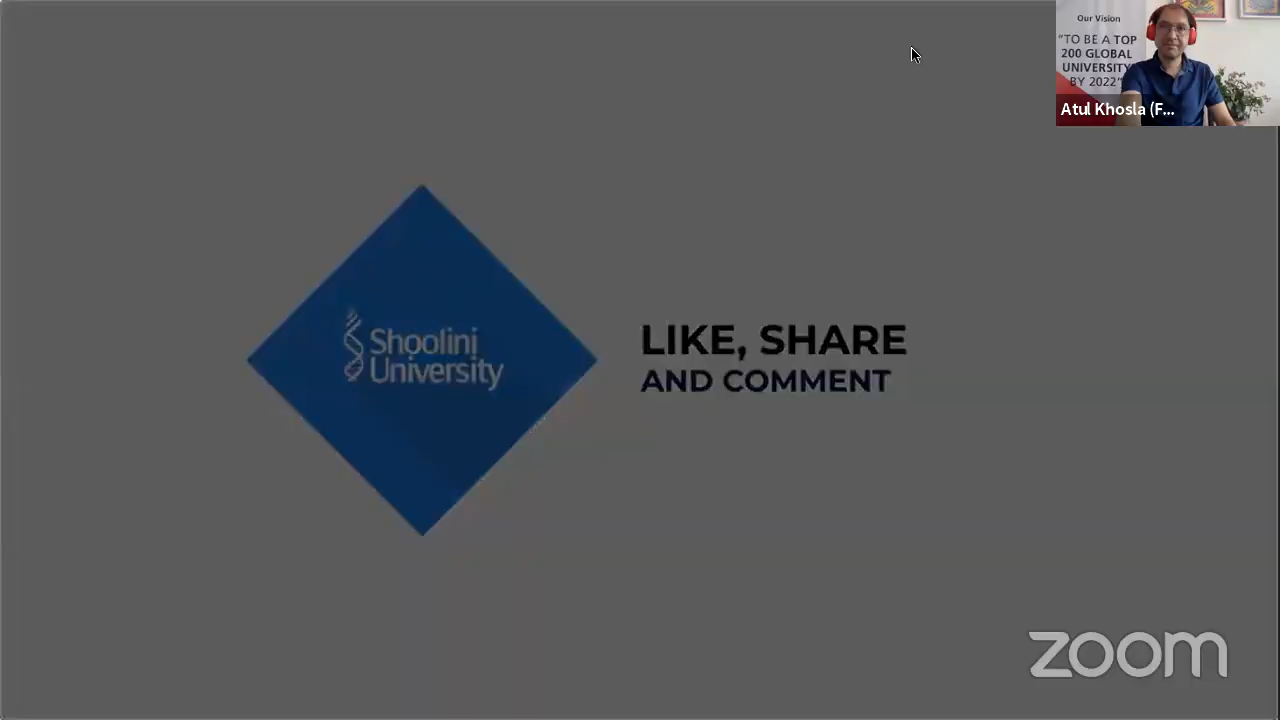 Our Vision
"TO BE A TOP
200 GLOBAL
UNIVERSITY
BY 2022"
Atul Khosla (F...
Shoolini
University
LIKE, SHARE
AND COMMENT
zoom